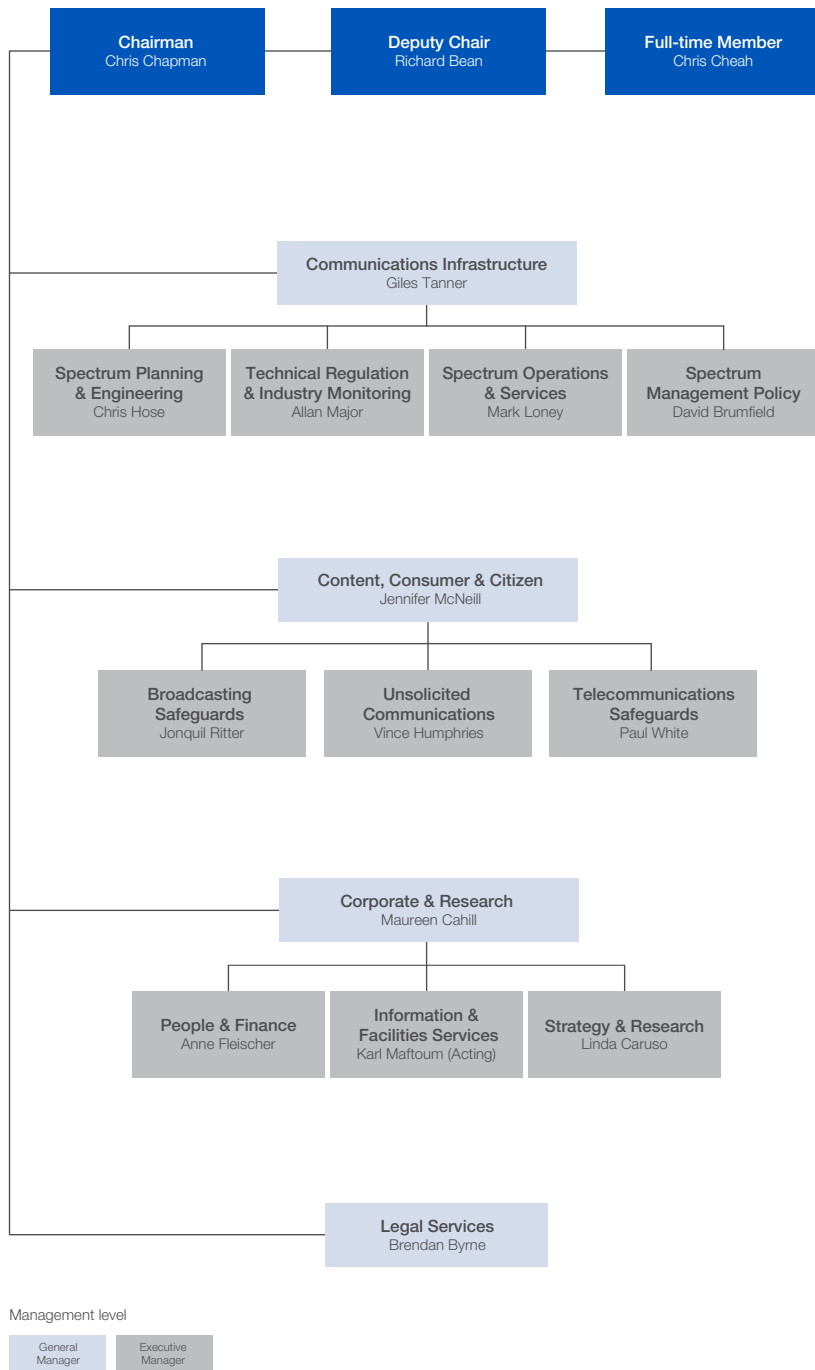 Chairman
Chris Chapman
Deputy Chair
Richard Bean
Full-time Member
Chris Cheah
Communications Infrastructure
Giles Tanner
Spectrum Planning
& Engineering
Chris Hose
Technical Regulation
& Industry Monitoring
Allan Major
Spectrum Operations
& Services
Mark Loney
Spectrum
Management Policy
David Brumfield
Content, Consumer & Citizen
Jennifer McNeill
Broadcasting
Safeguards
Jonquil Ritter
Unsolicited
Communications
Vince Humphries
Telecommunications
Safeguards
Paul White
Corporate & Research
Maureen Cahill
People & Finance
Anne Fleischer
Information &
Facilities Services
Karl Maftoum (Acting)
Strategy & Research
Linda Caruso
Legal Services
Brendan Byrne
Management level
General
Manager
Executive
Manager